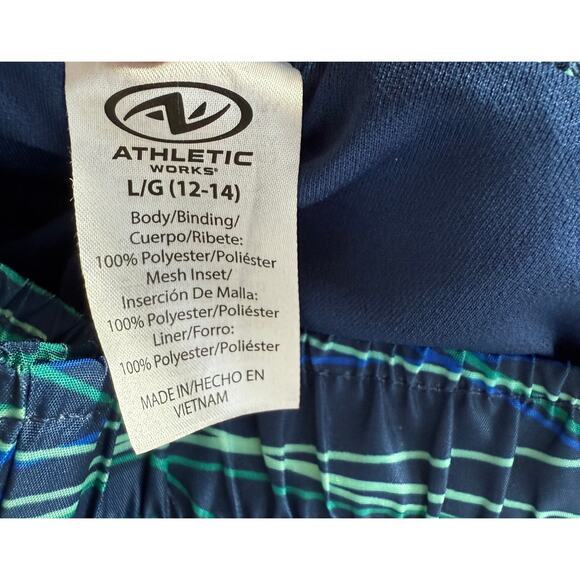 ATHLETIC
WORKS®
L/G (12-14)
Body/Binding/
Cuerpo/Ribete:
100% Polyester/Poliéster
Mesh Inset/
Inserción De Malla:
100% Polyester/Poliéster
Liner/Forro:
100% Polyester/Poliéster
MADE IN/HECHO EN
VIETNAM